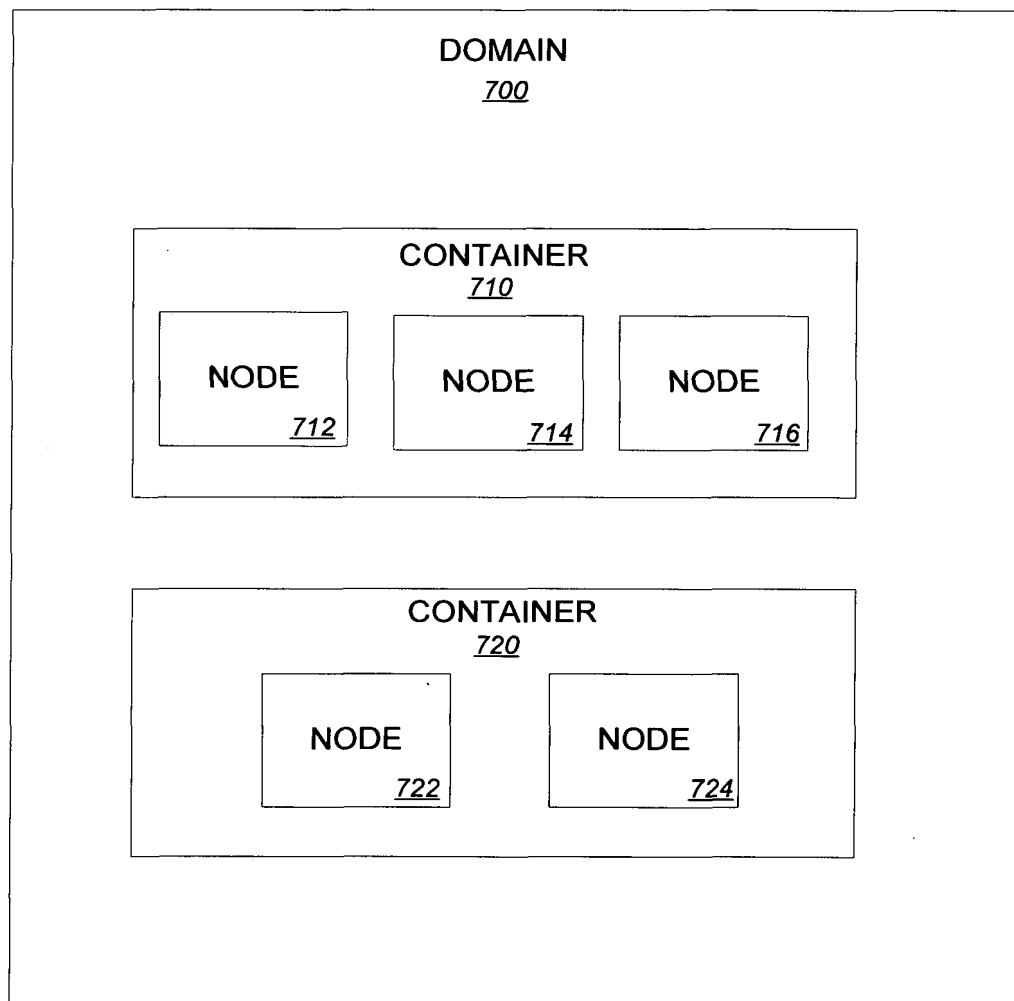 DOMAIN
700
CONTAINER
710
NODE
712
NODE
714
NODE
716
CONTAINER
720
NODE
722
NODE
724